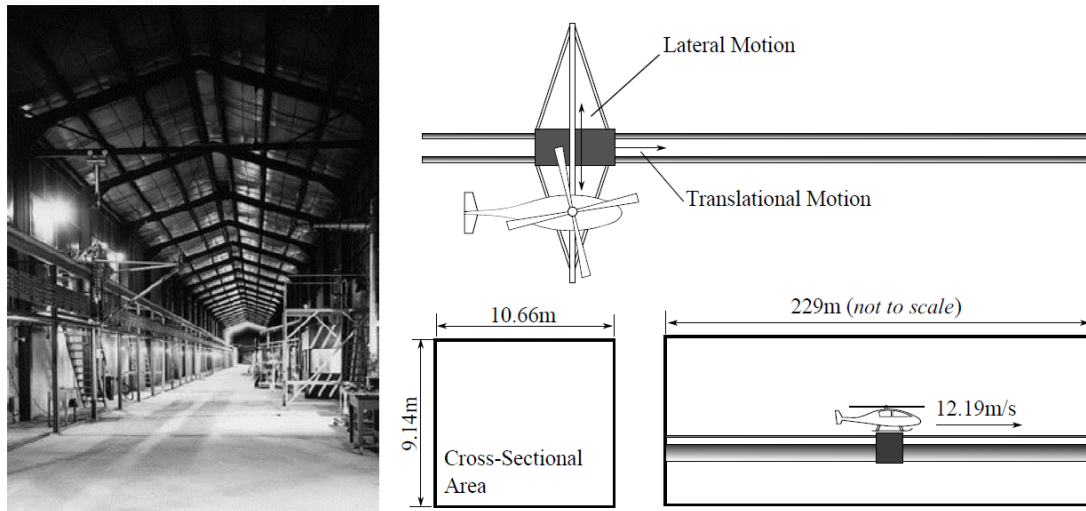 Lateral Motion
Translational Motion
10.66m
9.14m
Cross-Sectional
Area
229m (not to scale)
12.19m/s